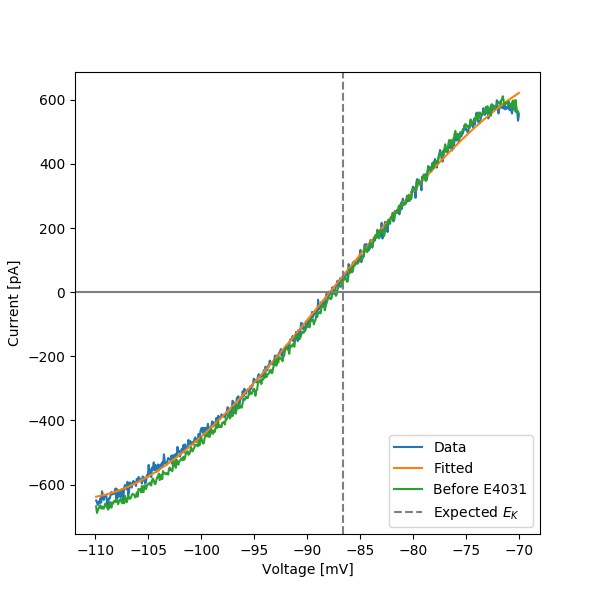 600
400
200
0
−200
−400
−600
Current [pA]
−110
−105
−100
−95
−90
−85
−80
−75
−70
Voltage [mV]
Data
Fitted
Before E4031
Expected $E_K$